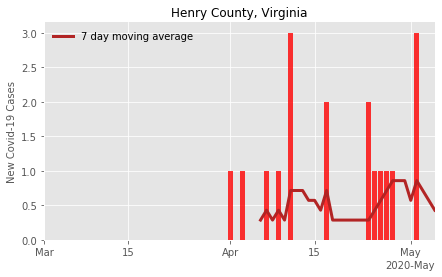 Henry County, Virginia
7 day moving average
New Covid-19 Cases
3.0
2.5
2.0
1.5
1.0
0.5
0.0
Mar 15 Apr 15 May
2020-May